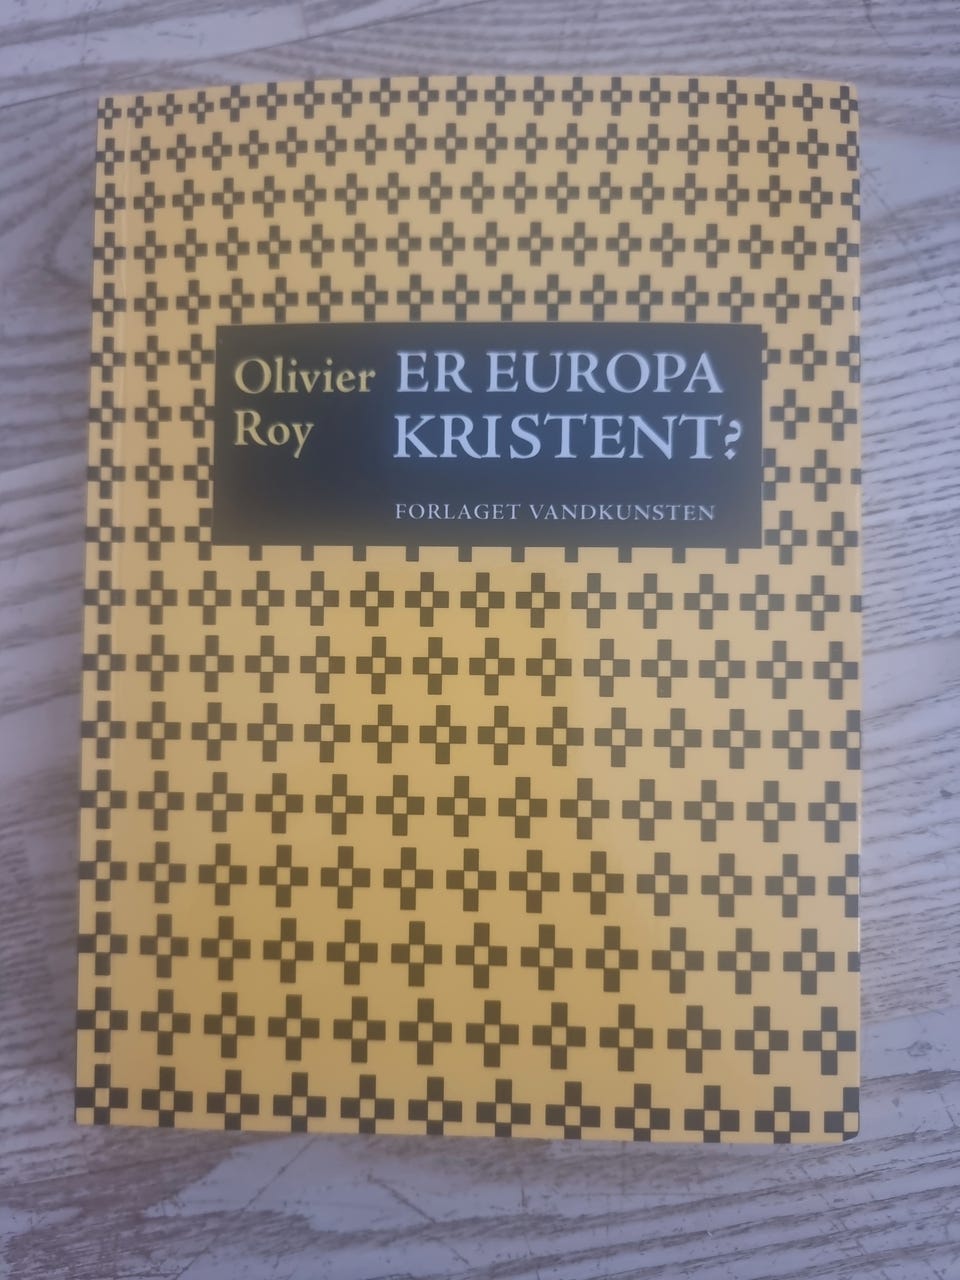 Olivier
Roy
ER EUROPA
KRISTENT?
FORLAGET VANDKUNSTEN